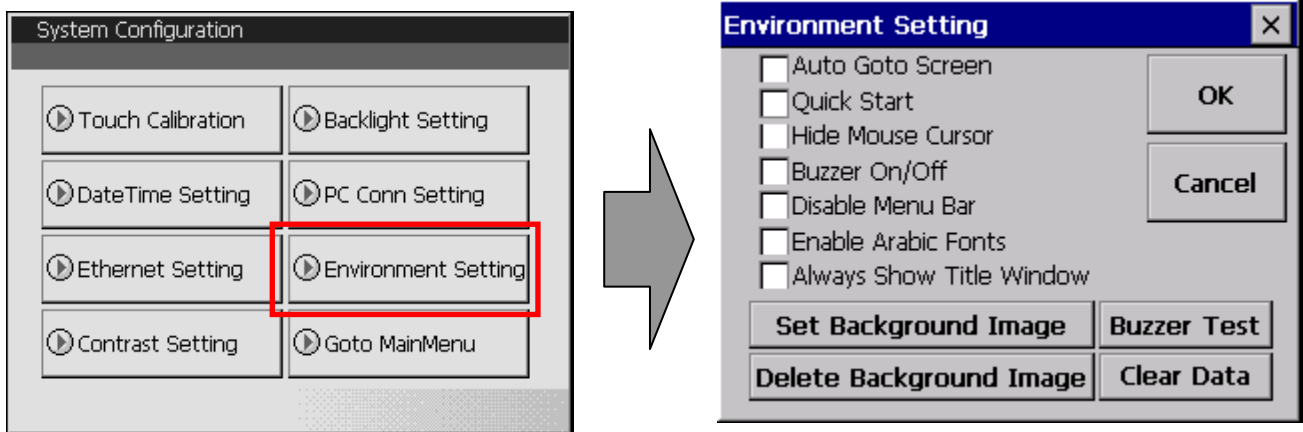 System Configuration
Touch Calibration
Backlight Setting
DateTime Setting
PC Conn Setting
Ethernet Setting
Environment Setting
Contrast Setting
Goto MainMenu
Environment Setting
Auto Goto Screen
Quick Start
Hide Mouse Cursor
Buzzer On/Off
Disable Menu Bar
Enable Arabic Fonts
Always Show Title Window
OK
Cancel
Set Background Image
Buzzer Test
Delete Background Image
Clear Data